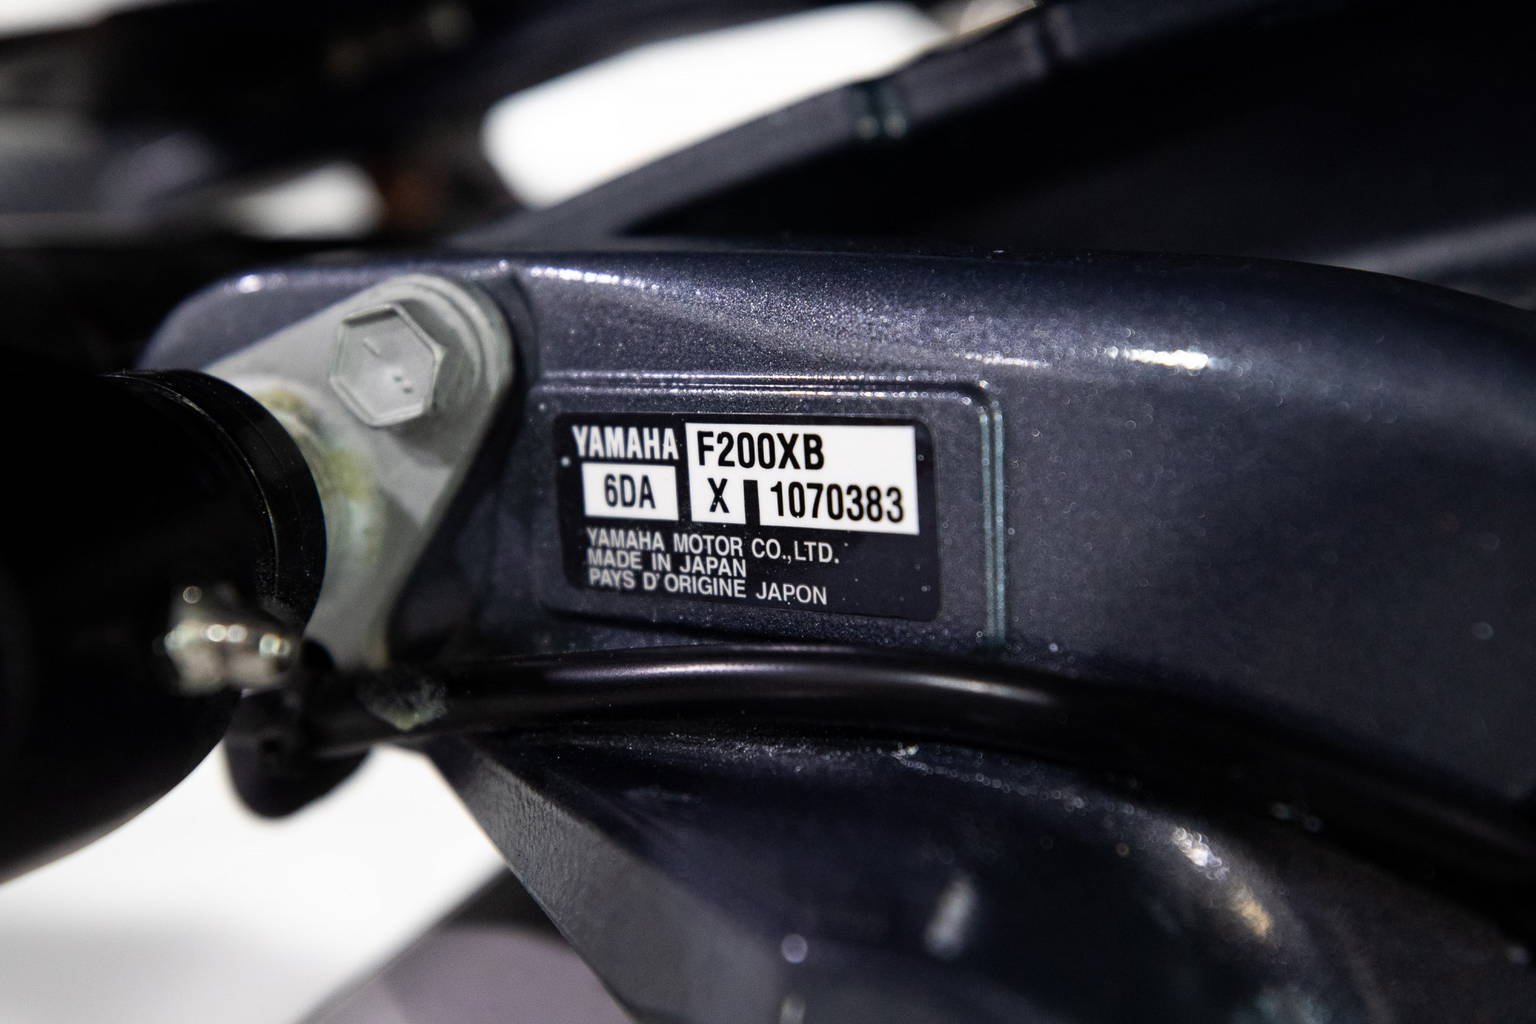 YAMAHA F200XB
6DA X 1070383
YAMAHA MOTOR CO.,LTD.
MADE IN JAPAN
PAYS D'ORIGINE JAPON